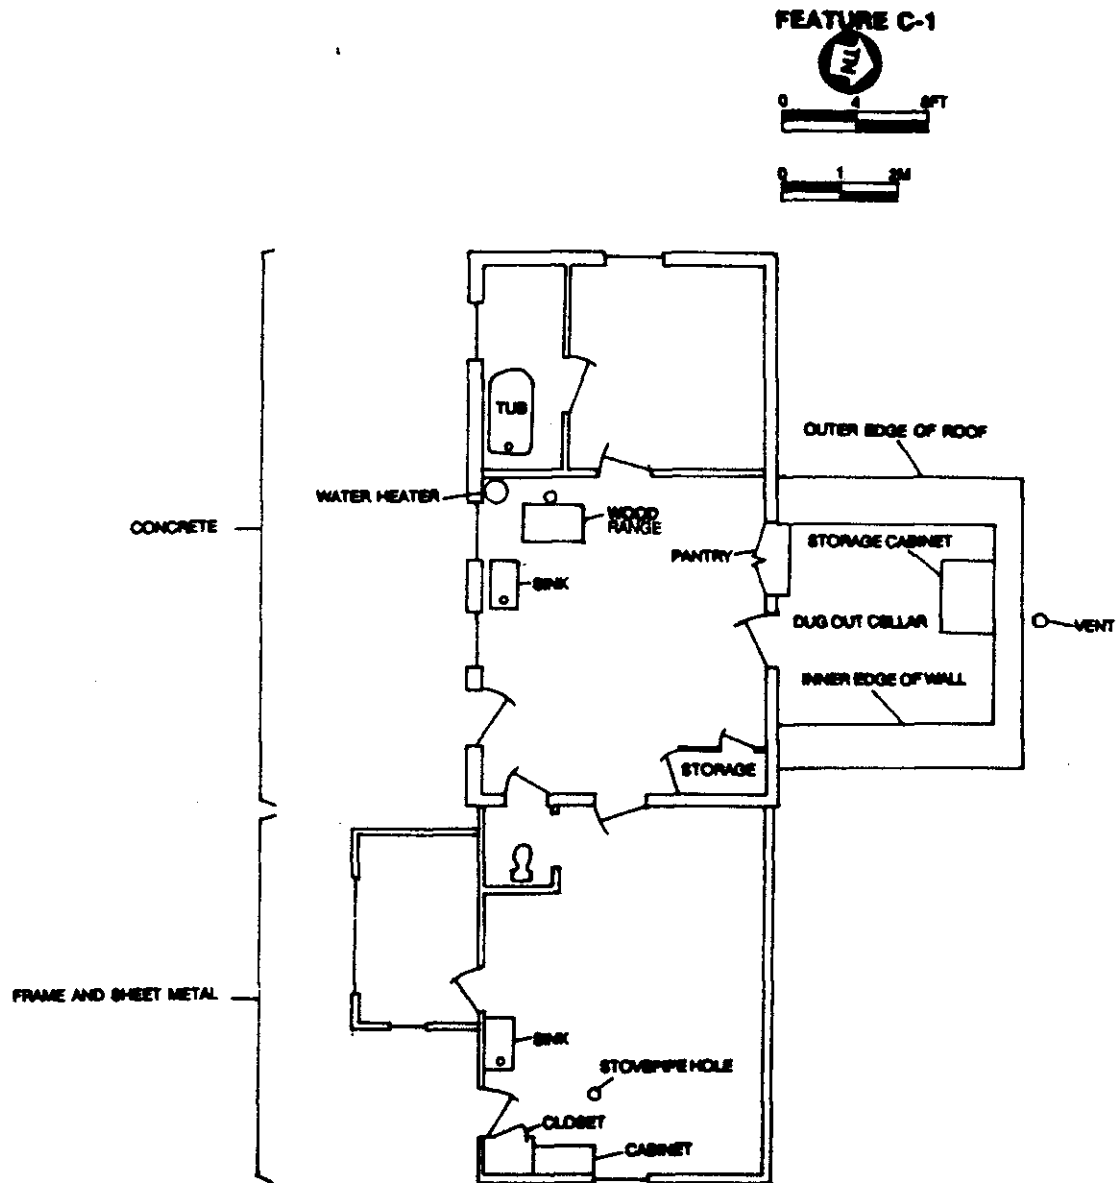 FEATURE C-1
0 4 8FT
0 1 2M
OUTER EDGE OF ROOF
TUB
WATER HEATER
WOOD
RANGE
CONCRETE
PANTRY
STORAGE CABINET
SINK
DUG OUT CELLAR
VENT
INNER EDGE OF WALL
STORAGE
FRAME AND SHEET METAL
SINK
STOVEPIPE HOLE
CLOSET
CABINET